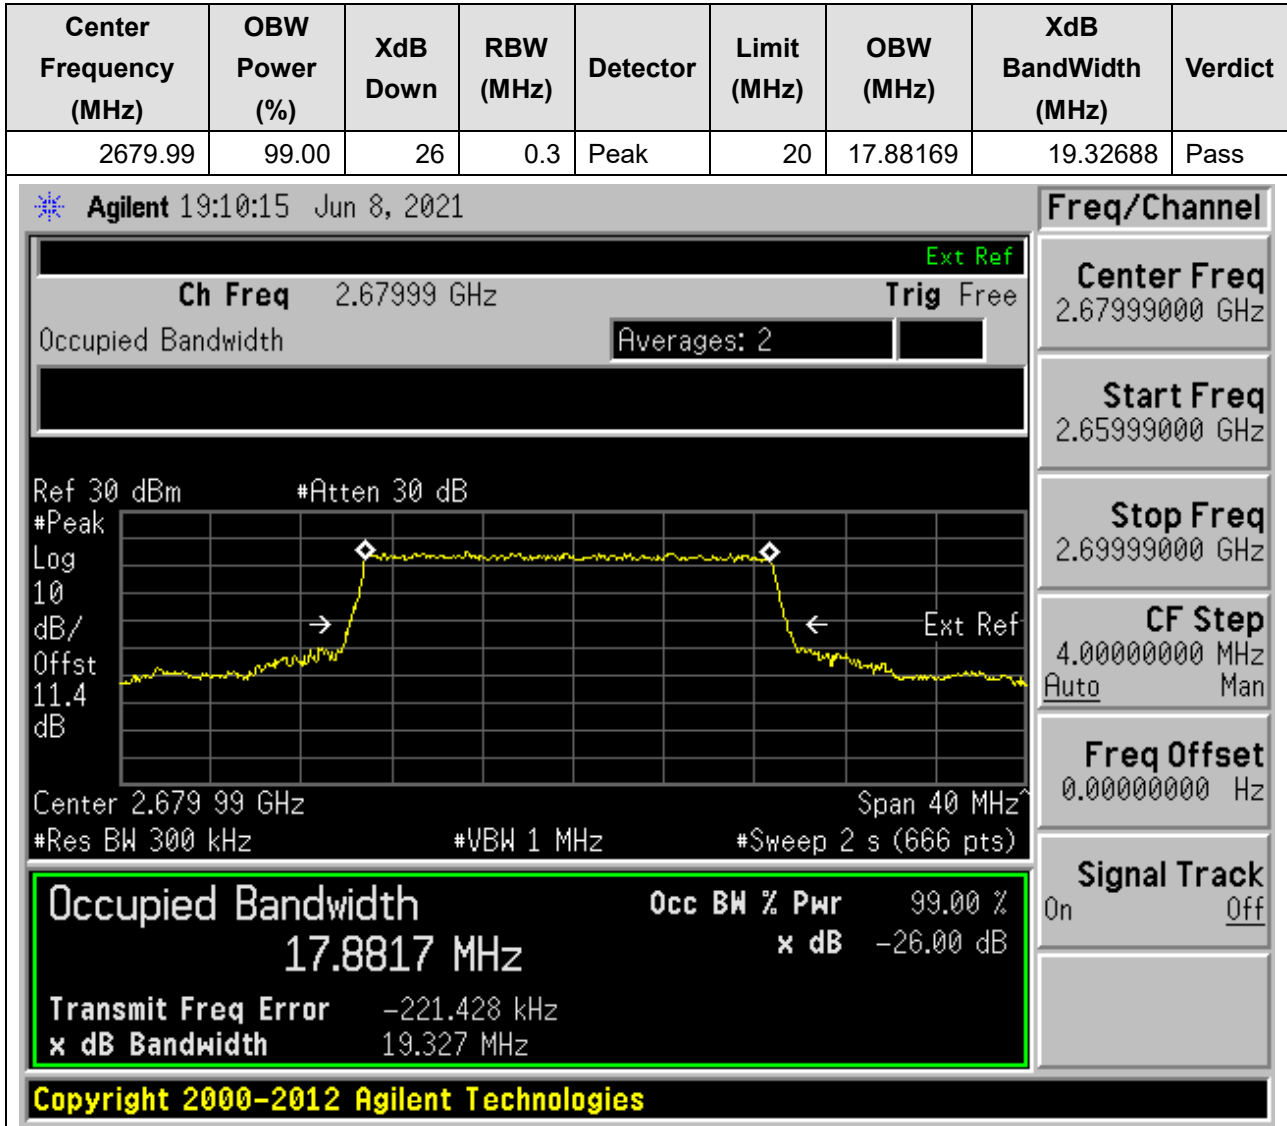 Center Frequency (MHz) OBW Power (%) XdB Down RBW (MHz) Detector Limit (MHz) OBW (MHz) XdB BandWidth (MHz) Verdict
2679.99 99.00 26 0.3 Peak 20 17.88169 19.32688 Pass
Agilent 19:10:15 Jun 8, 2021
Freq/Channel
Ext Ref
Ch Freq 2.67999 GHz Trig Free
Occupied Bandwidth Averages: 2
Ref 30 dBm #Atten 30 dB
#Peak
Log
10
dB/
Offst
11.4
dB
Ext Ref
Center 2.679 99 GHz Span 40 MHz^
#Res BW 300 kHz #VBW 1 MHz #Sweep 2 s (666 pts)
Occupied Bandwidth Occ BW % Pwr 99.00 %
17.8817 MHz x dB -26.00 dB
Transmit Freq Error -221.428 kHz
x dB Bandwidth 19.327 MHz
Center Freq
2.67999000 GHz
Start Freq
2.65999000 GHz
Stop Freq
2.69999000 GHz
CF Step
4.00000000 MHz
Auto Man
Freq Offset
0.00000000 Hz
Signal Track
On Off
Copyright 2000-2012 Agilent Technologies